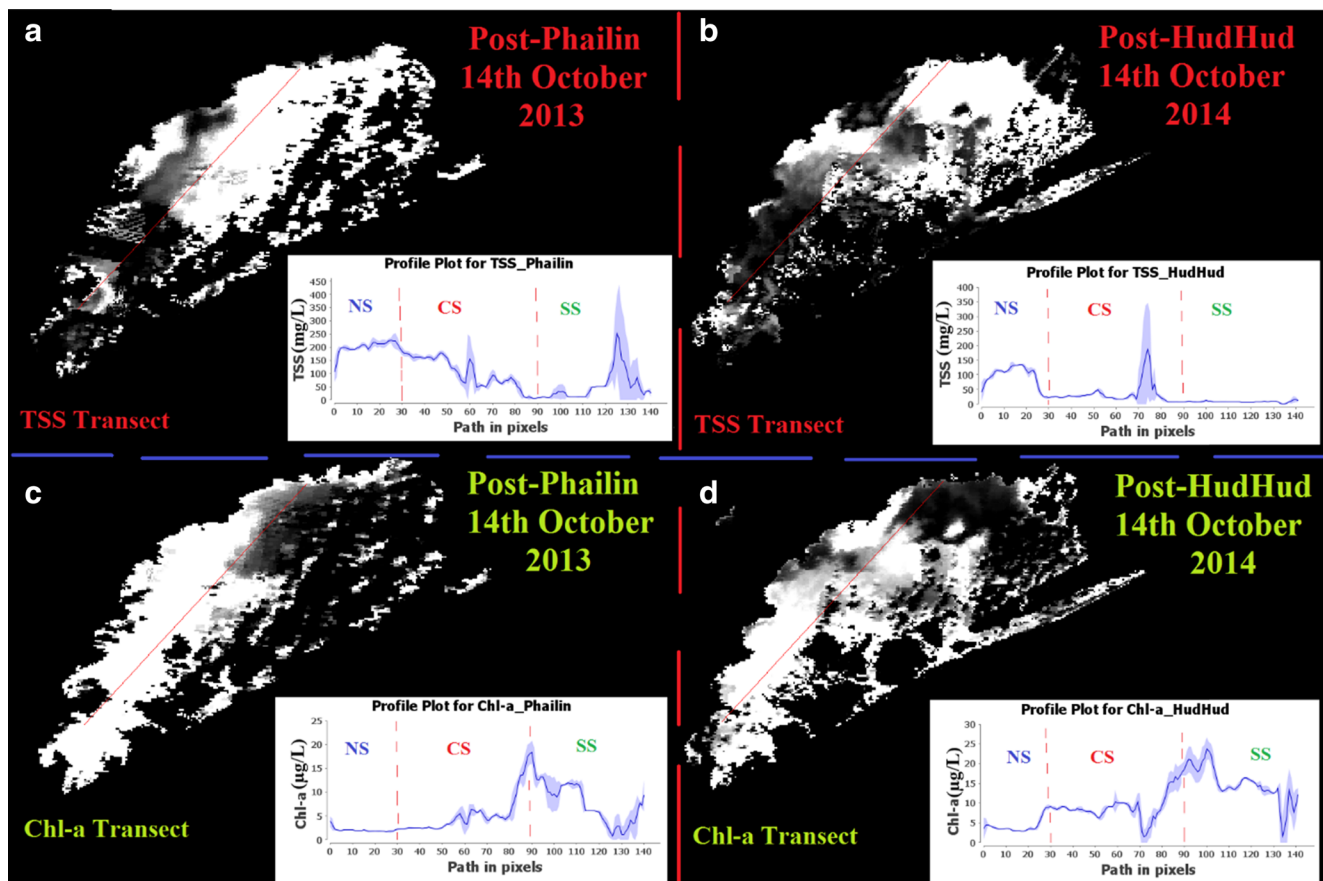 a
Post-Phailin
14th October
2013
Profile Plot for TSS_Phailin
NS
CS
SS
TSS (mg/L)
450
400
350
300
250
200
150
100
50
0
0 10 20 30 40 50 60 70 80 90 100 110 120 130 140
Path in pixels
TSS Transect
b
Post-HudHud
14th October
2014
Profile Plot for TSS_HudHud
NS
CS
SS
TSS (mg/L)
400
350
300
250
200
150
100
50
0
0 10 20 30 40 50 60 70 80 90 100 110 120 130 140
Path in pixels
TSS Transect
c
Post-Phailin
14th October
2013
Profile Plot for Chl-a_Phailin
NS
CS
SS
Chl-a (µg/L)
25
20
15
10
5
0
0 10 20 30 40 50 60 70 80 90 100 110 120 130 140
Path in pixels
Chl-a Transect
d
Post-HudHud
14th October
2014
Profile Plot for Chl-a_HudHud
NS
CS
SS
Chl-a(µg/L)
30
25
20
15
10
5
0
0 10 20 30 40 50 60 70 80 90 100 110 120 130 140
Path in pixels
Chl-a Transect